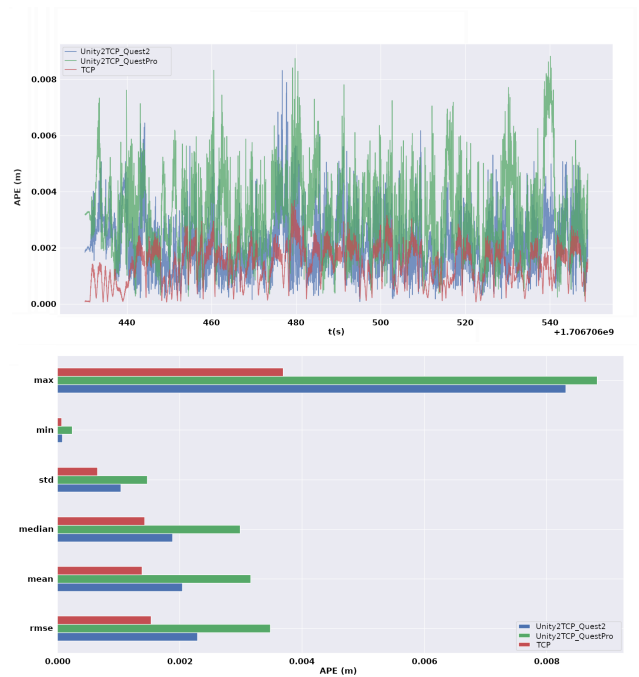 Unity2TCP_Quest2
Unity2TCP_QuestPro
TCP
0.008
0.006
0.004
0.002
0.000
APE (m)
440 460 480 500 520 540
t(s)
+1.706706e9
max
min
std
median
mean
rmse
Unity2TCP_Quest2
Unity2TCP_QuestPro
TCP
0.000 0.002 0.004 0.006 0.008
APE (m)